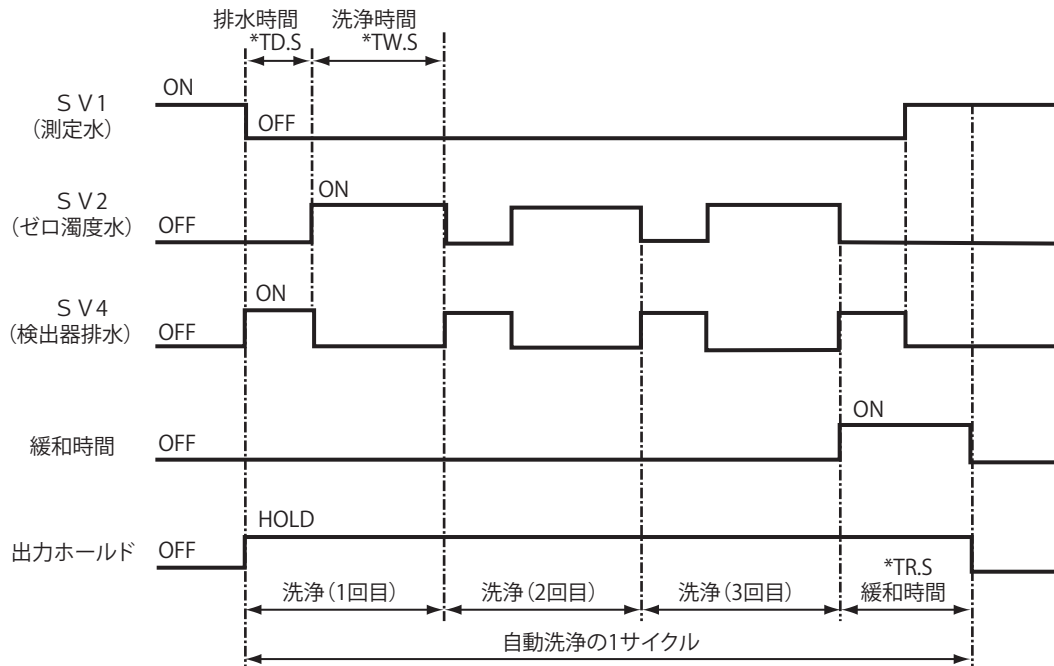 排水時間
*TD.S
洗浄時間
*TW.S
ON
ＳＶ1
（測定水）
OFF
ON
ＳＶ2
（ゼロ濁度水）
OFF
ON
ＳＶ4
（検出器排水）
OFF
ON
緩和時間
OFF
HOLD
出力ホールド
OFF
*TR.S
緩和時間
洗浄（1回目）
洗浄（2回目）
洗浄（3回目）
自動洗浄の1サイクル